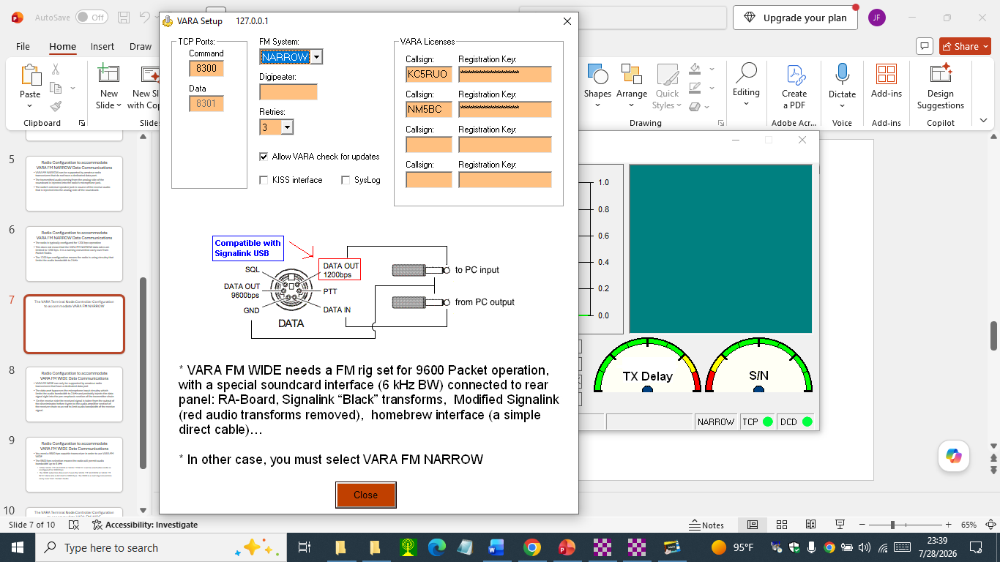 AutoSave
Off
Upgrade your plan
JF
File
Home
Insert
Draw
Share
Paste
New
Slide
New Sl
with Cop
Clipboard
Slides
Shapes
Arrange
Quick
Styles
Editing
Create
a PDF
Dictate
Add-ins
Design
Suggestions
Drawing
Adobe Acr...
Voice
Add-ins
Copilot
VARA Setup 127.0.0.1
TCP Ports:
Command
8300
Data
8301
FM System:
NARROW
Digipeater:
Retries:
3
Allow VARA check for updates
KISS interface
SysLog
VARA Licenses
Callsign: Registration Key:
KC5RUO ****************
Callsign: Registration Key:
NM5BC ****************
Callsign: Registration Key:
Callsign: Registration Key:
Compatible with
Signalink USB
SQL
DATA OUT
9600bps
GND
DATA OUT
1200bps
PTT
DATA IN
DATA
to PC input
from PC output
* VARA FM WIDE needs a FM rig set for 9600 Packet operation,
with a special soundcard interface (6 kHz BW) connected to rear
panel: RA-Board, Signalink “Black” transforms, Modified Signalink
(red audio transforms removed), homebrew interface (a simple
direct cable)…
* In other case, you must select VARA FM NARROW
Close
5
Radio Configuration to accommodate
VARA FM NARROW Data Communications
6
Radio Configuration to accommodate
VARA FM NARROW Data Communications
7
The VARA Terminal Node Controller Configuration
to accommodate VARA FM NARROW
8
Radio Configuration to accommodate
VARA FM WIDE Data Communications
9
Radio Configuration to accommodate
VARA FM WIDE Data Communications
10
The VARA Terminal Node Controller Configuration
1.0
0.8
0.6
0.4
0.2
0.0
TX Delay
S/N
NARROW
TCP
DCD
Slide 7 of 10
Accessibility: Investigate
Notes
65%
Type here to search
95°F
23:39
7/28/2026